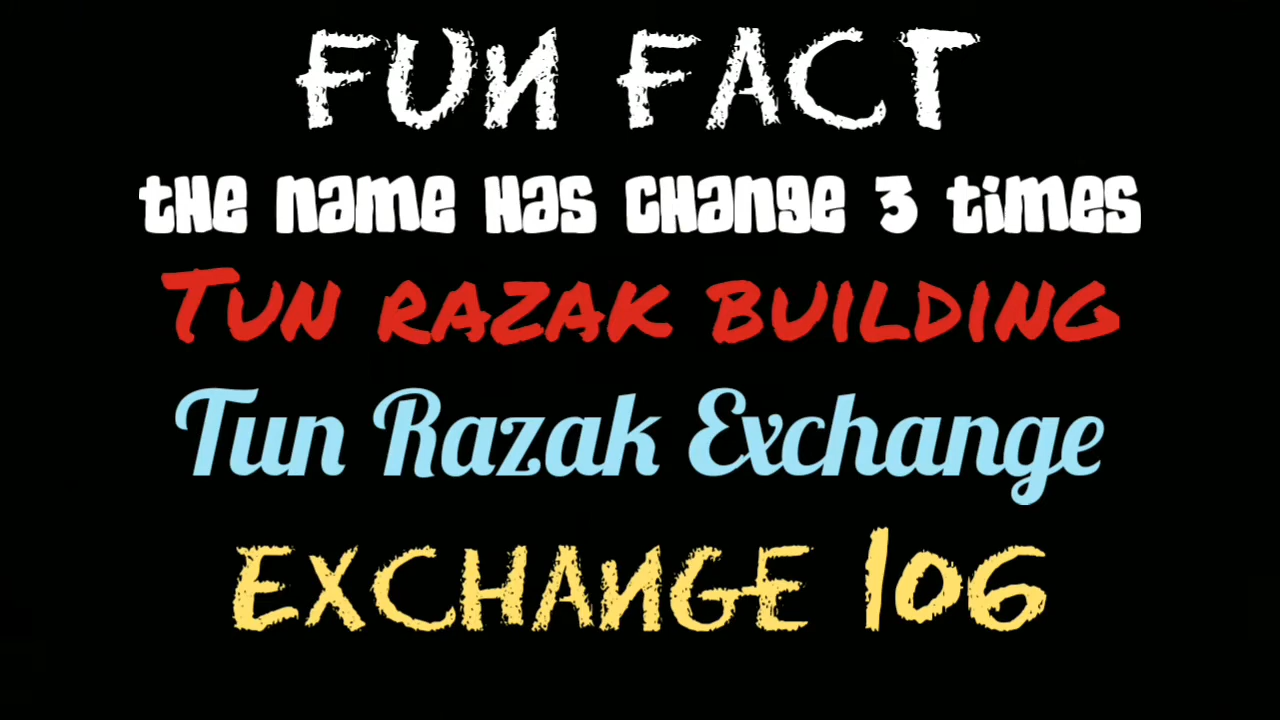 FUN FACT
the name has change 3 times
Tun razak building
Tun Razak Exchange
EXCHANGE 106